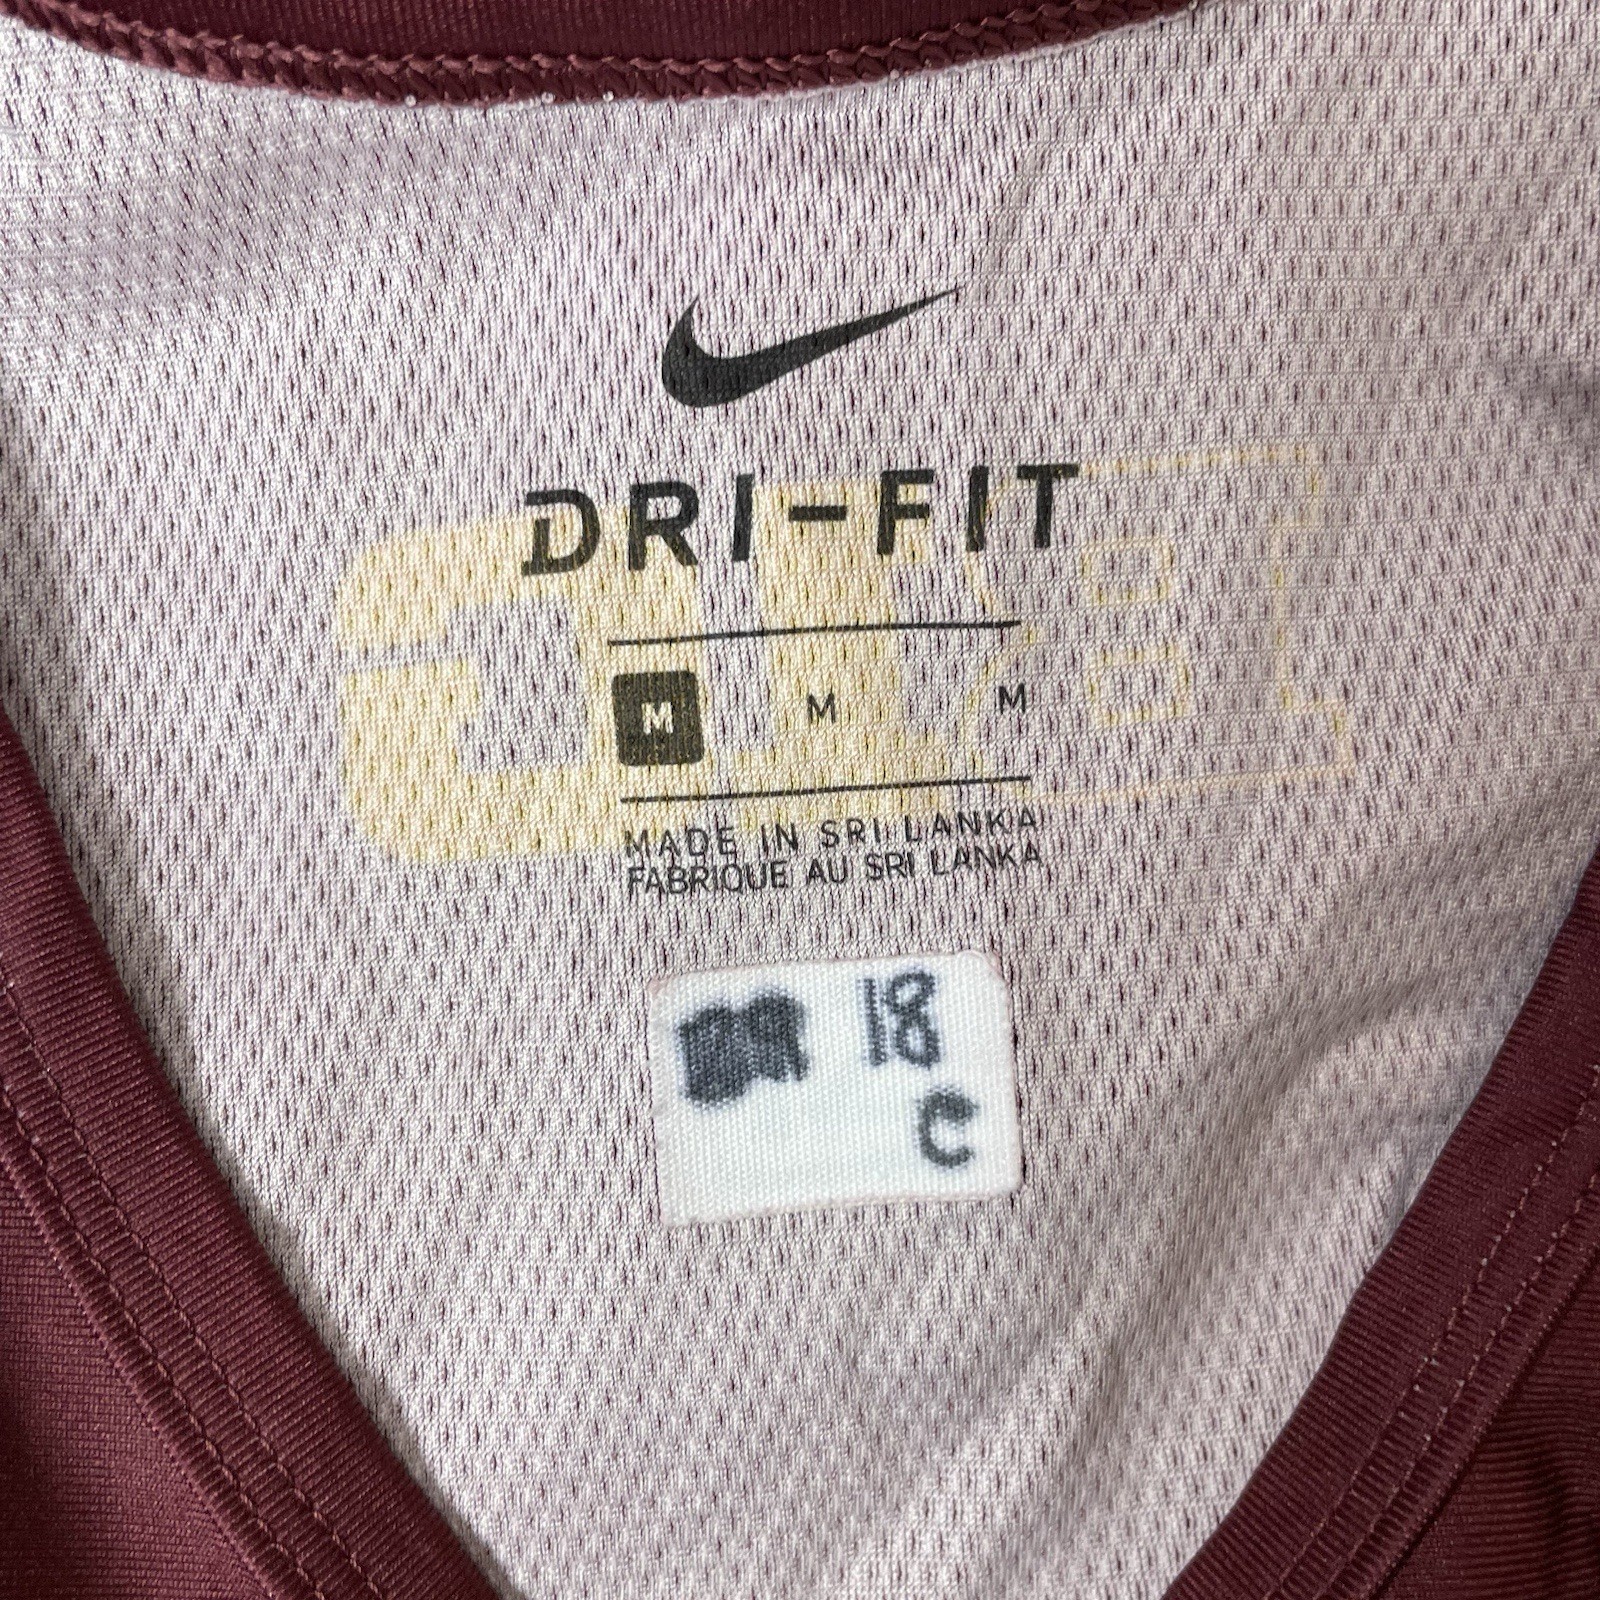 DRI-FIT
M M M
MADE IN SRI LANKA
FABRIQUE AU SRI LANKA
18
C